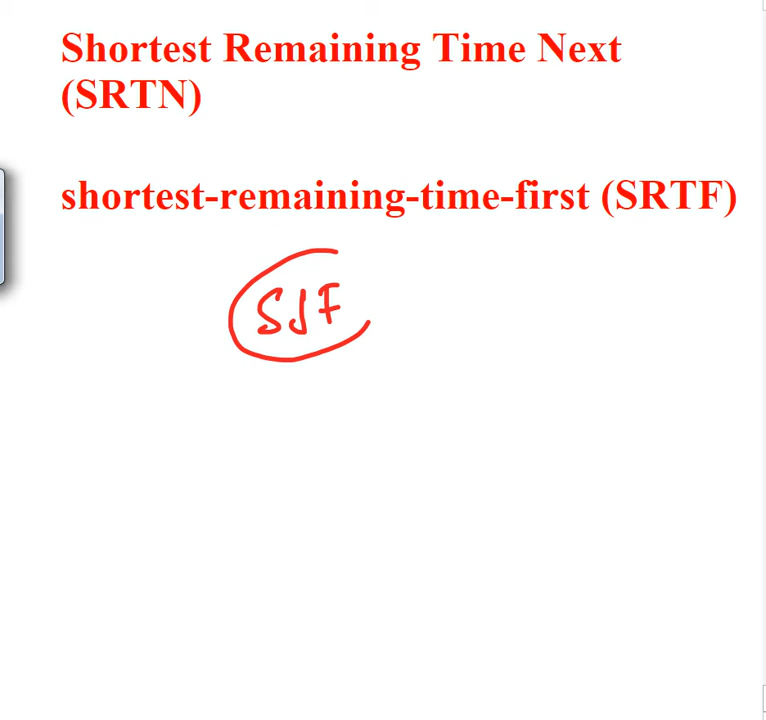 Shortest Remaining Time Next
(SRTN)
shortest-remaining-time-first (SRTF)
SJF